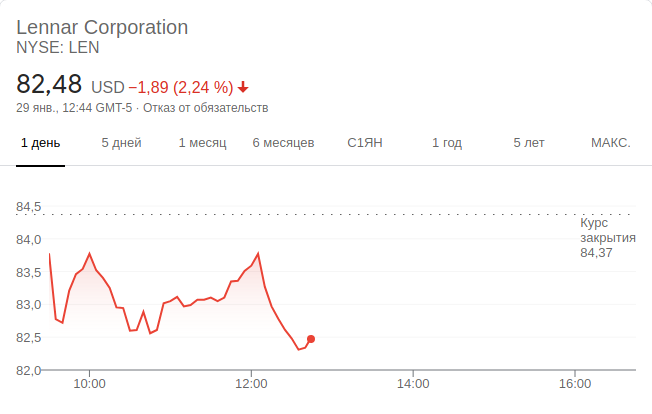 Lennar Corporation
NYSE: LEN
82,48 USD −1,89 (2,24 %)
29 янв., 12:44 GMT-5 · Отказ от обязательств
1 день 5 дней 1 месяц 6 месяцев С1ЯН 1 год 5 лет МАКС.
84,5
Курс
закрытия
84,37
84,0
83,5
83,0
82,5
82,0
10:00 12:00 14:00 16:00